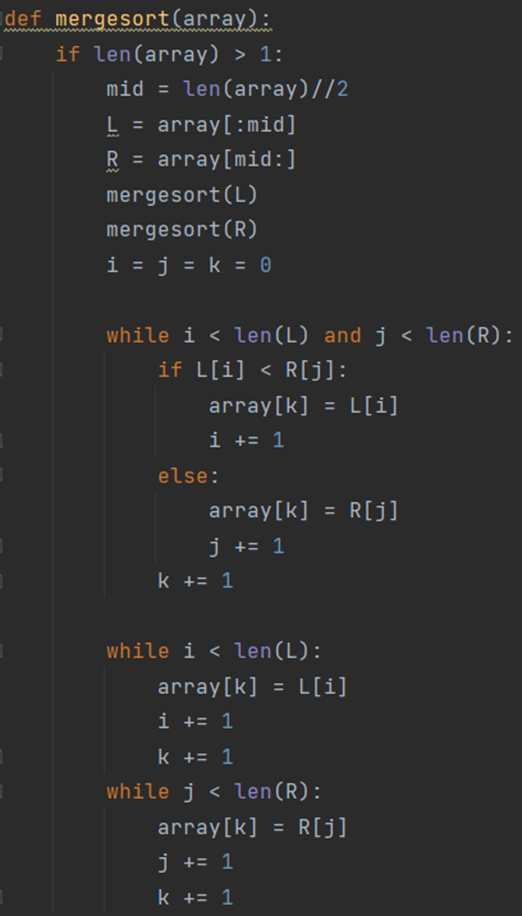 def mergesort(array):
    if len(array) > 1:
        mid = len(array)//2
        L = array[:mid]
        R = array[mid:]
        mergesort(L)
        mergesort(R)
        i = j = k = 0

        while i < len(L) and j < len(R):
            if L[i] < R[j]:
                array[k] = L[i]
                i += 1
            else:
                array[k] = R[j]
                j += 1
            k += 1

        while i < len(L):
            array[k] = L[i]
            i += 1
            k += 1
        while j < len(R):
            array[k] = R[j]
            j += 1
            k += 1